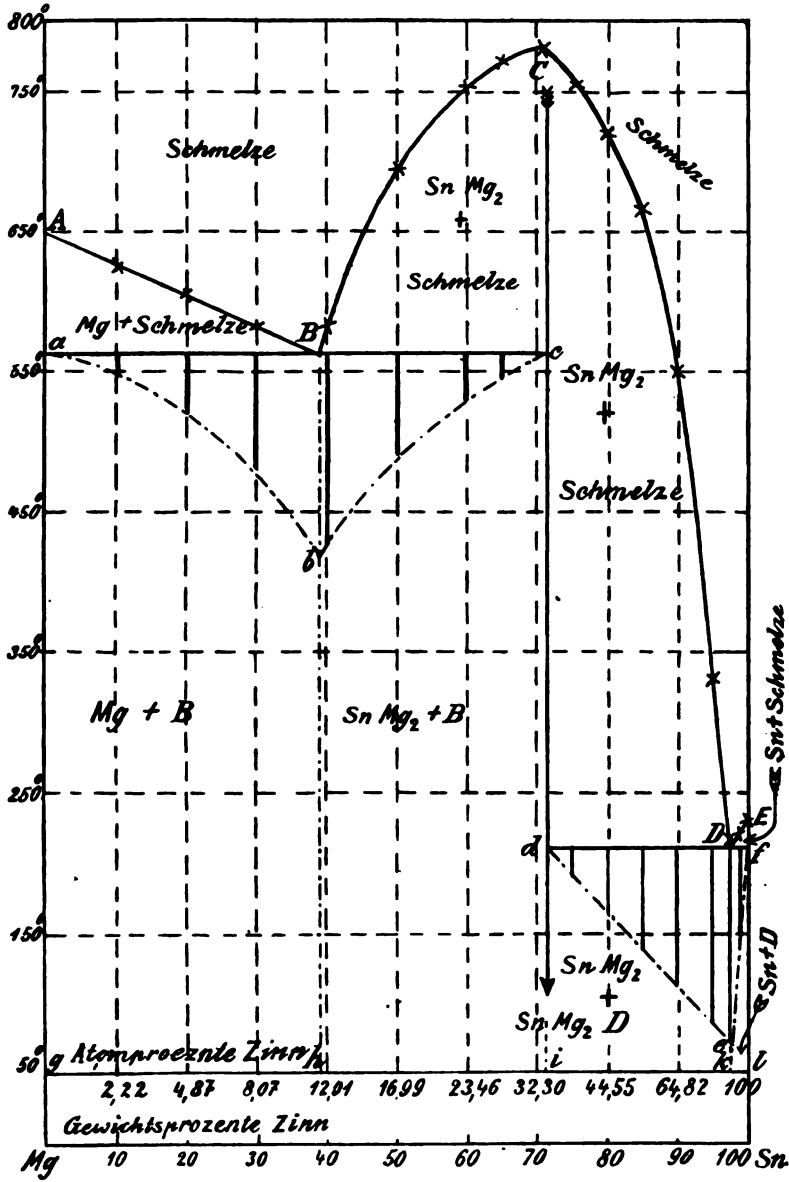 800°
750°
C
Schmelze
Schmelze
Sn Mg₂
+
Schmelze
650°
A
Mg + Schmelze
B
a
c
550°
Sn Mg₂
+
Schmelze
450°
b
350°
Mg + B
Sn Mg₂ + B
Sn + Schmelze
250°
D
E
d
f
150°
Sn Mg₂
+
Sn Mg₂ D
Sn + D
e
50°
g
Atomproeznte Zinn
h
i
k
l
2,22 4,87 8,07 12,01 16,99 23,46 32,30 44,55 64,82 100
Gewichtsprozente Zinn
Mg 10 20 30 40 50 60 70 80 90 100 Sn.